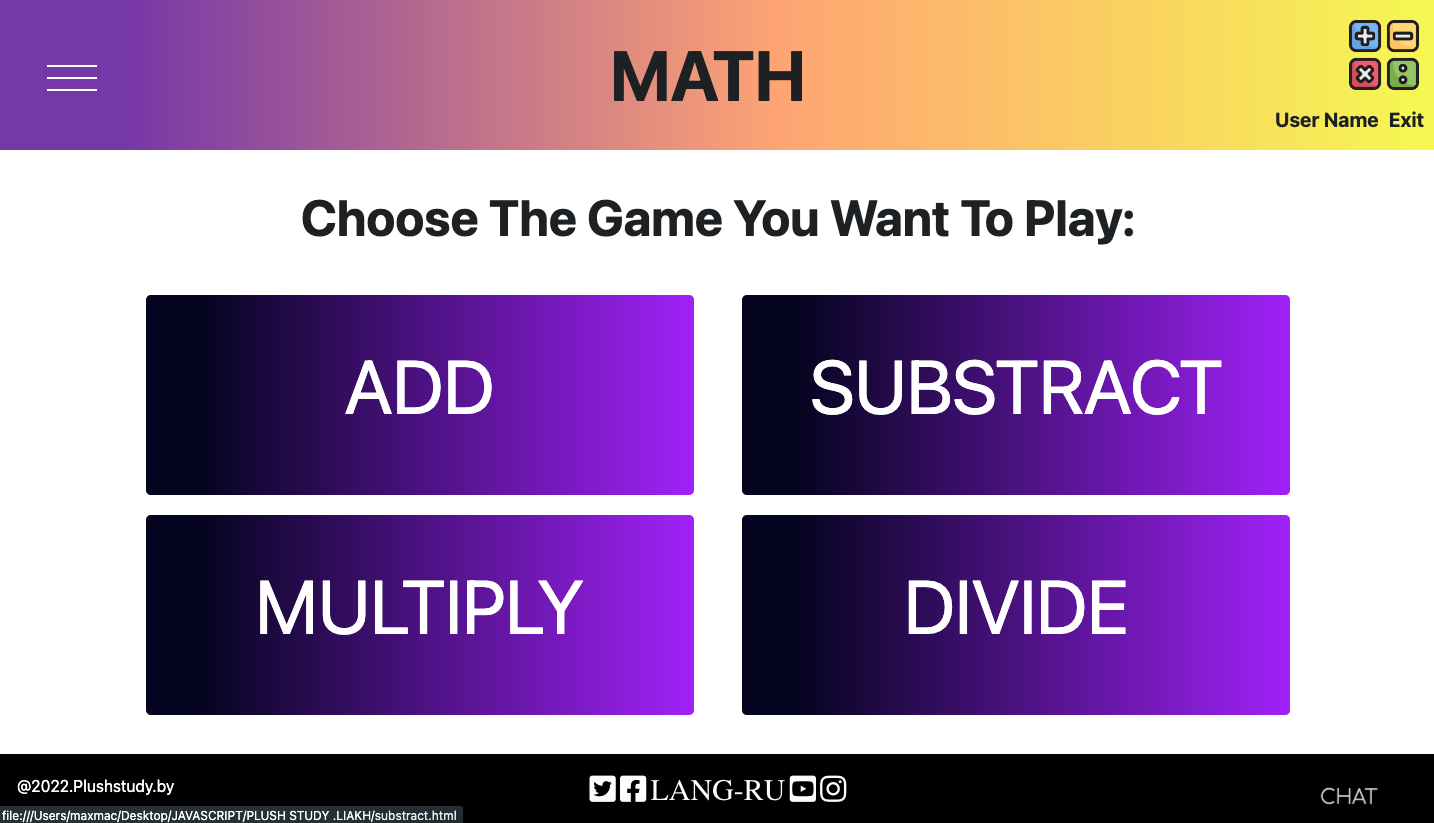 MATH
User Name Exit
Choose The Game You Want To Play:
ADD
SUBSTRACT
MULTIPLY
DIVIDE
@2022.Plushstudy.by
LANG-RU
CHAT
file:///Users/maxmac/Desktop/JAVASCRIPT/PLUSH STUDY .LIAKH/substract.html